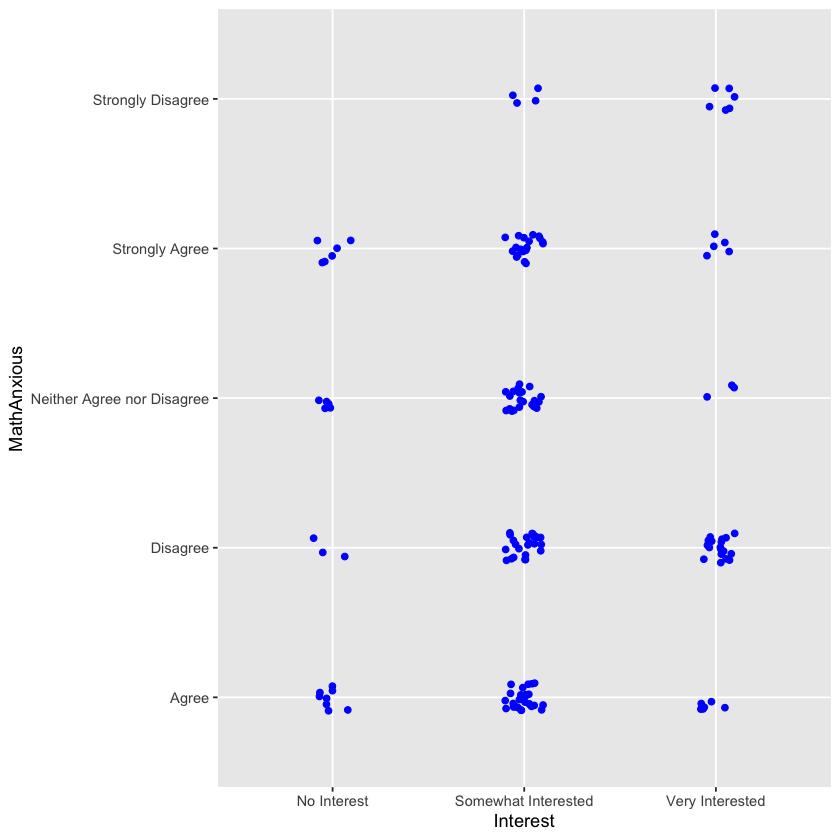 MathAnxious
Strongly Disagree
Strongly Agree
Neither Agree nor Disagree
Disagree
Agree
No Interest
Somewhat Interested
Very Interested
Interest